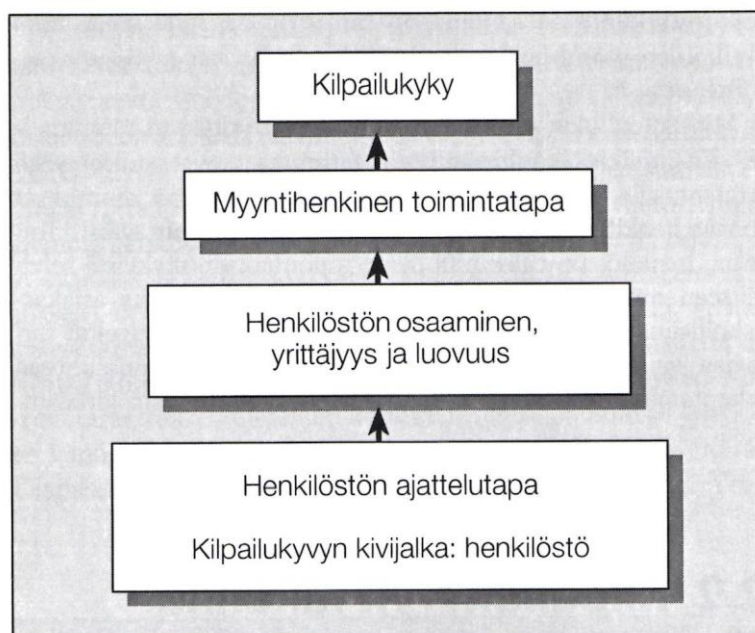 Kilpailukyky
Myyntihenkinen toimintatapa
Henkilöstön osaaminen,
yrittäjyys ja luovuus
Henkilöstön ajattelutapa
Kilpailukyvyn kivijalka: henkilöstö